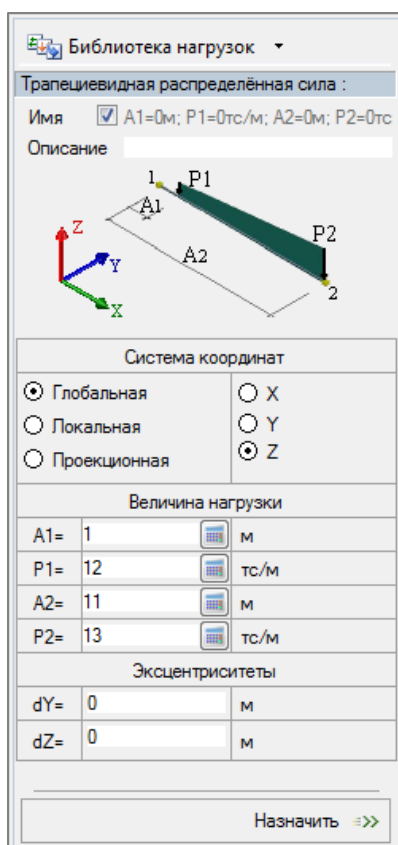 Библиотека нагрузок
Трапециевидная распределённая сила :
Имя A1=0м; P1=0тс/м; A2=0м; P2=0тс
Описание
1 P1
A1
Z
Y
X
A2
P2
2
Система координат
Глобальная X
Локальная Y
Проекционная Z
Величина нагрузки
A1= 1 м
P1= 12 тс/м
A2= 11 м
P2= 13 тс/м
Эксцентриситеты
dY= 0 м
dZ= 0 м
Назначить